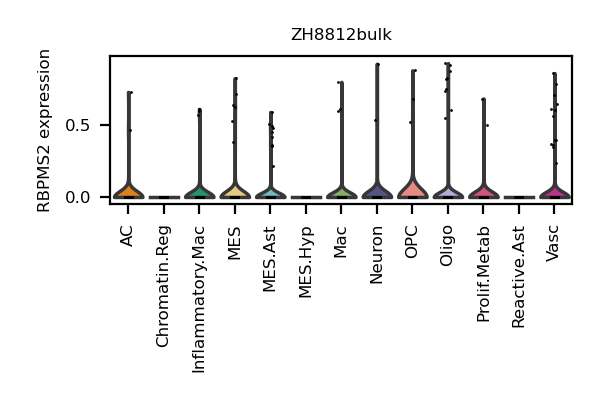 ZH8812bulk
RBPMS2 expression
0.5
0.0
AC
Chromatin.Reg
Inflammatory.Mac
MES
MES.Ast
MES.Hyp
Mac
Neuron
OPC
Oligo
Prolif.Metab
Reactive.Ast
Vasc